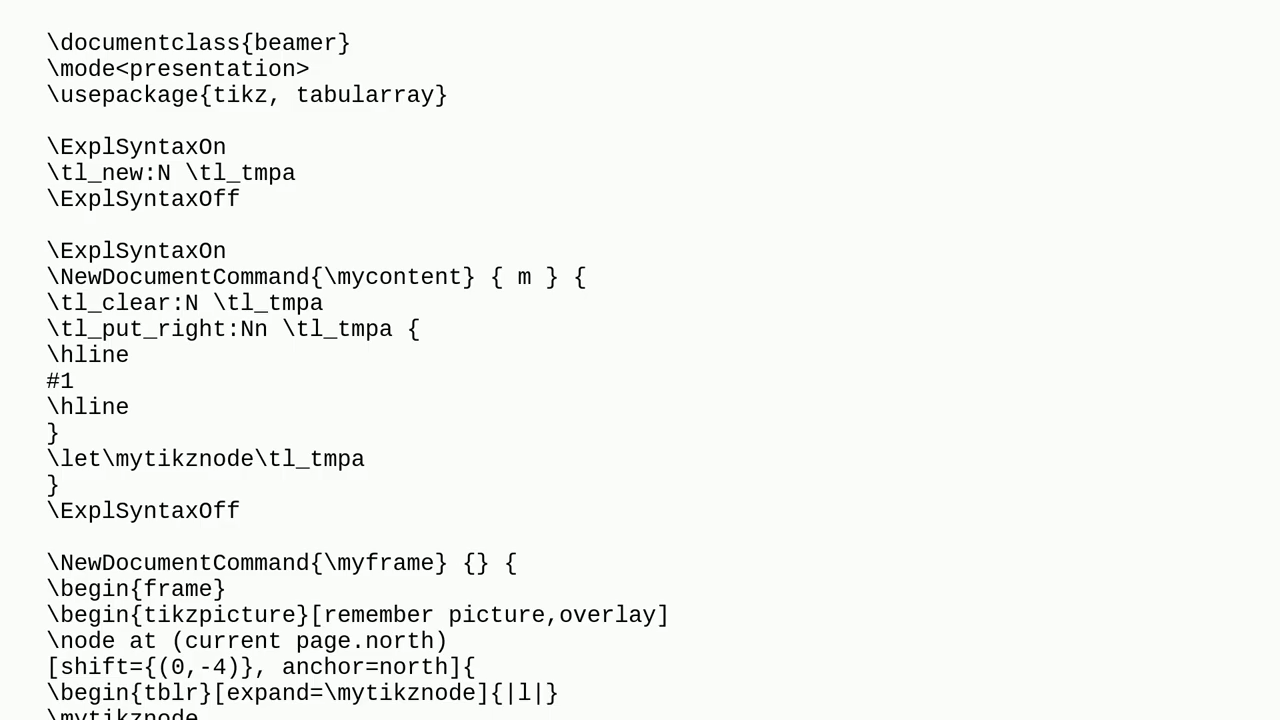 \documentclass{beamer}
\mode<presentation>
\usepackage{tikz, tabularray}
\ExplSyntaxOn
\tl_new:N \tl_tmpa
\ExplSyntaxOff
\ExplSyntaxOn
\NewDocumentCommand{\mycontent} { m } {
\tl_clear:N \tl_tmpa
\tl_put_right:Nn \tl_tmpa {
\hline
#1
\hline
}
\let\mytikznode\tl_tmpa
}
\ExplSyntaxOff
\NewDocumentCommand{\myframe} {} {
\begin{frame}
\begin{tikzpicture}[remember picture,overlay]
\node at (current page.north)
[shift={(0,-4)}, anchor=north]{
\begin{tblr}[expand=\mytikznode]{|l|}
\mytikznode